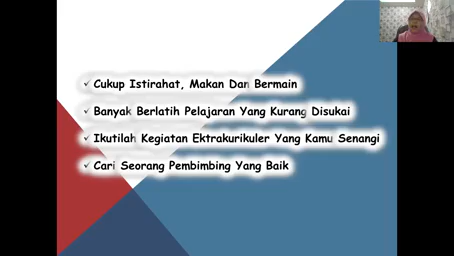 Cukup Istirahat, Makan Dan Bermain
Banyak Berlatih Pelajaran Yang Kurang Disukai
Ikutilah Kegiatan Ektrakurikuler Yang Kamu Senangi
Cari Seorang Pembimbing Yang Baik